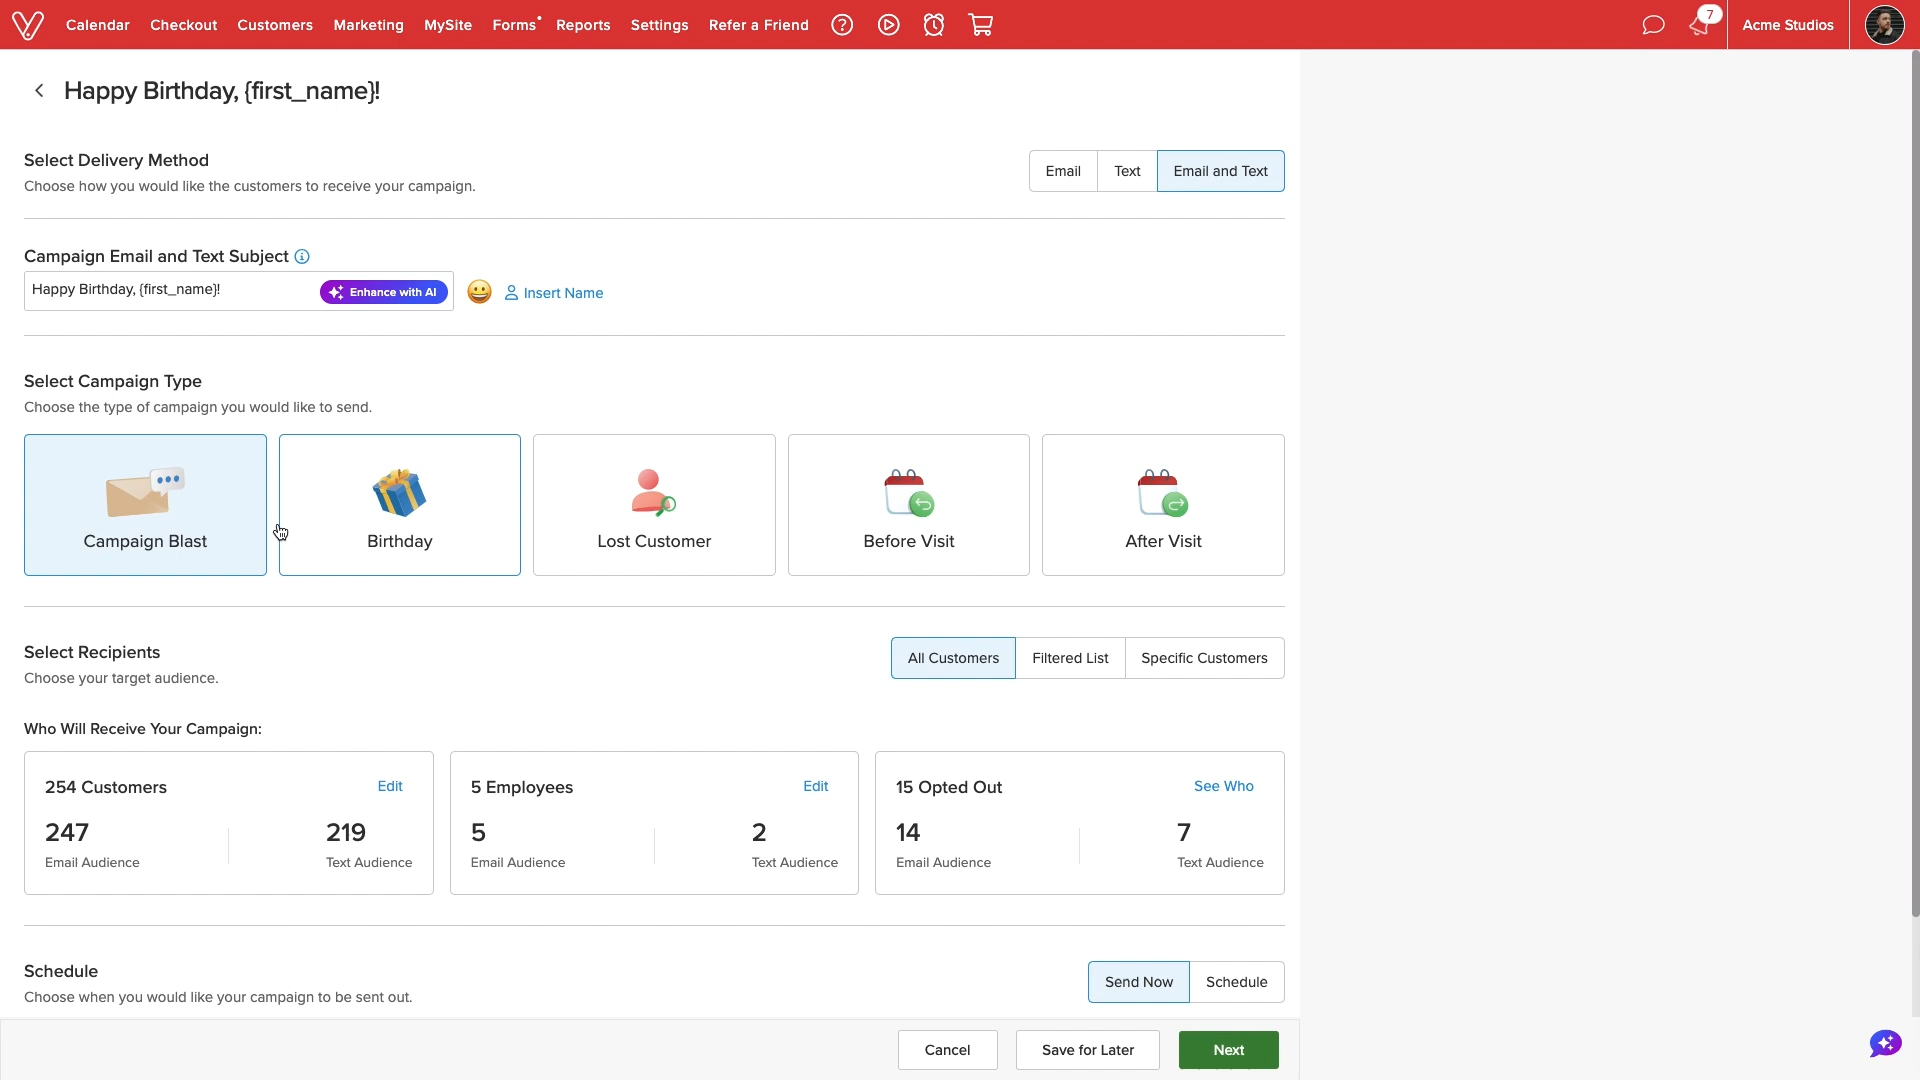 Calendar Checkout Customers Marketing MySite Forms Reports Settings Refer a Friend 7 Acme Studios
Happy Birthday, {first_name}!
Select Delivery Method
Choose how you would like the customers to receive your campaign.
Email Text Email and Text
Campaign Email and Text Subject
Happy Birthday, {first_name}! Enhance with AI Insert Name
Select Campaign Type
Choose the type of campaign you would like to send.
Campaign Blast Birthday Lost Customer Before Visit After Visit
Select Recipients
Choose your target audience.
All Customers Filtered List Specific Customers
Who Will Receive Your Campaign:
254 Customers Edit 5 Employees Edit 15 Opted Out See Who
247 219 5 2 14 7
Email Audience Text Audience Email Audience Text Audience Email Audience Text Audience
Schedule
Choose when you would like your campaign to be sent out.
Send Now Schedule
Cancel Save for Later Next